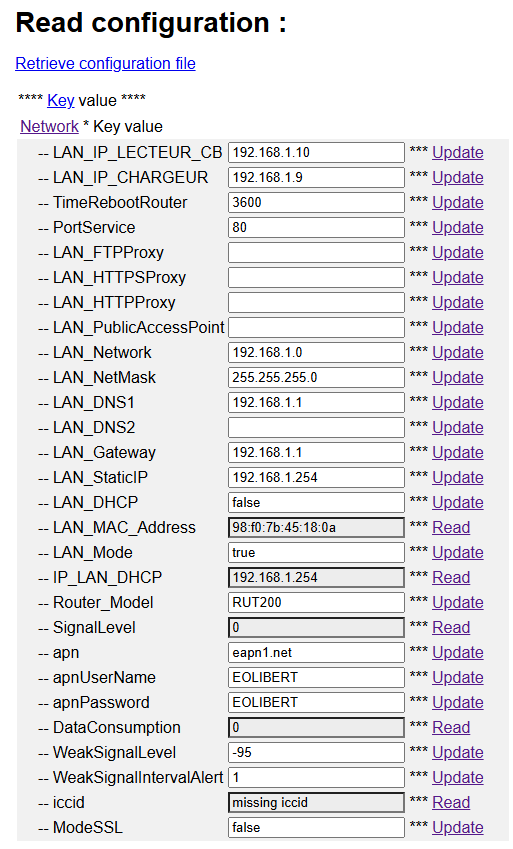 Read configuration :
Retrieve configuration file
**** Key value ****
Network * Key value
-- LAN_IP_LECTEUR_CB 192.168.1.10 *** Update
-- LAN_IP_CHARGEUR 192.168.1.9 *** Update
-- TimeRebootRouter 3600 *** Update
-- PortService 80 *** Update
-- LAN_FTPProxy *** Update
-- LAN_HTTPSProxy *** Update
-- LAN_HTTPProxy *** Update
-- LAN_PublicAccessPoint *** Update
-- LAN_Network 192.168.1.0 *** Update
-- LAN_NetMask 255.255.255.0 *** Update
-- LAN_DNS1 192.168.1.1 *** Update
-- LAN_DNS2 *** Update
-- LAN_Gateway 192.168.1.1 *** Update
-- LAN_StaticIP 192.168.1.254 *** Update
-- LAN_DHCP false *** Update
-- LAN_MAC_Address 98:f0:7b:45:18:0a *** Read
-- LAN_Mode true *** Update
-- IP_LAN_DHCP 192.168.1.254 *** Read
-- Router_Model RUT200 *** Update
-- SignalLevel 0 *** Read
-- apn eapn1.net *** Update
-- apnUserName EOLIBERT *** Update
-- apnPassword EOLIBERT *** Update
-- DataConsumption 0 *** Read
-- WeakSignalLevel -95 *** Update
-- WeakSignalIntervalAlert 1 *** Update
-- iccid missing iccid *** Read
-- ModeSSL false *** Update